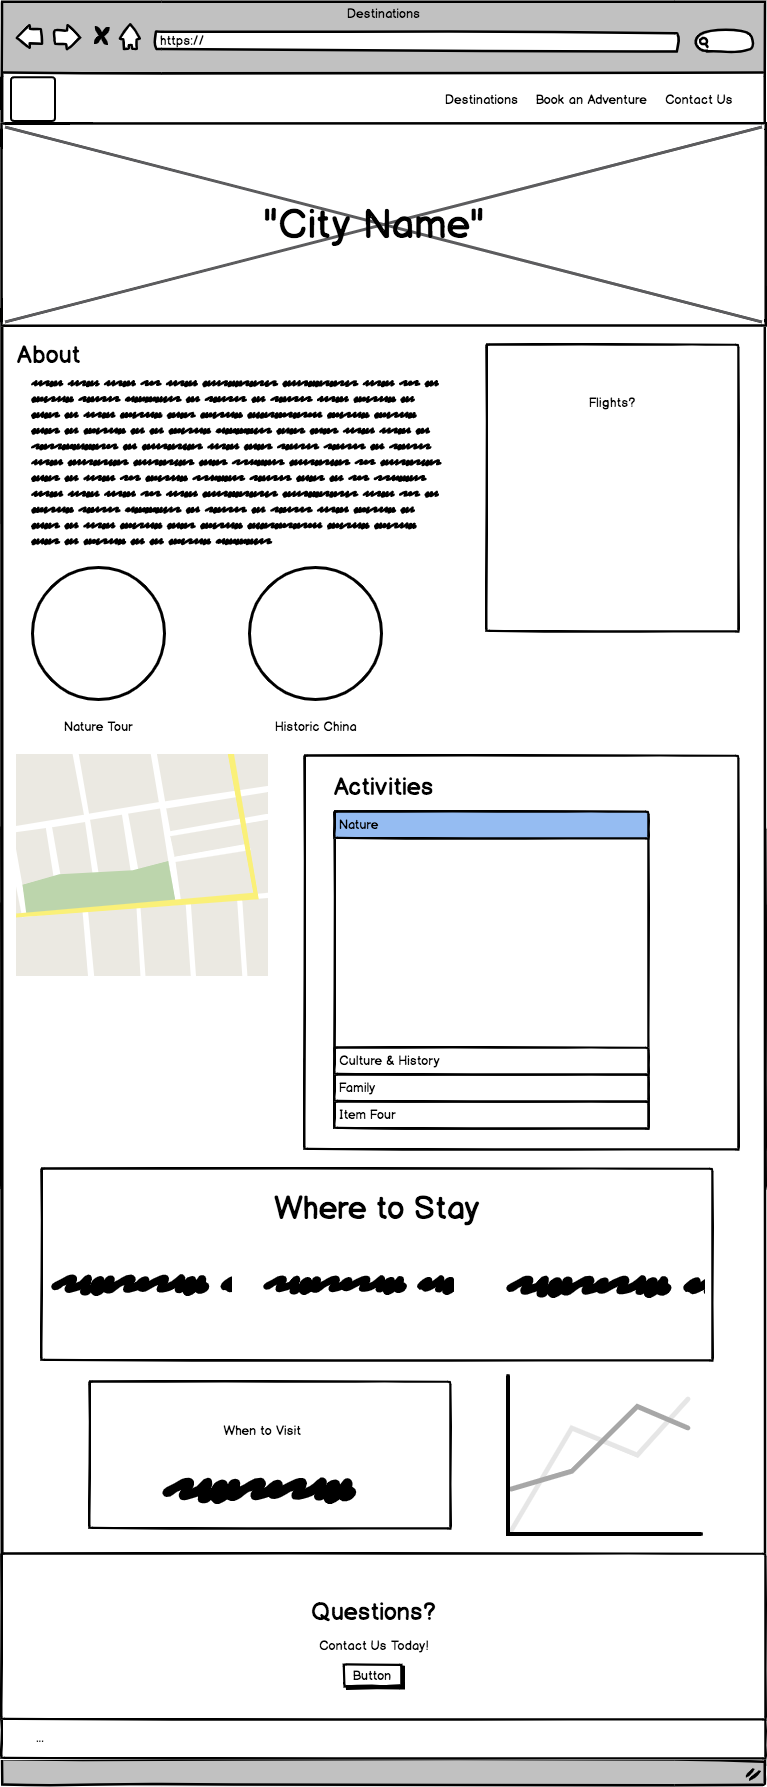 Destinations
https://
Destinations Book an Adventure Contact Us
"City Name"
About
Flights?
Nature Tour
Historic China
Activities
Nature
Culture & History
Family
Item Four
Where to Stay
When to Visit
Questions?
Contact Us Today!
Button
...